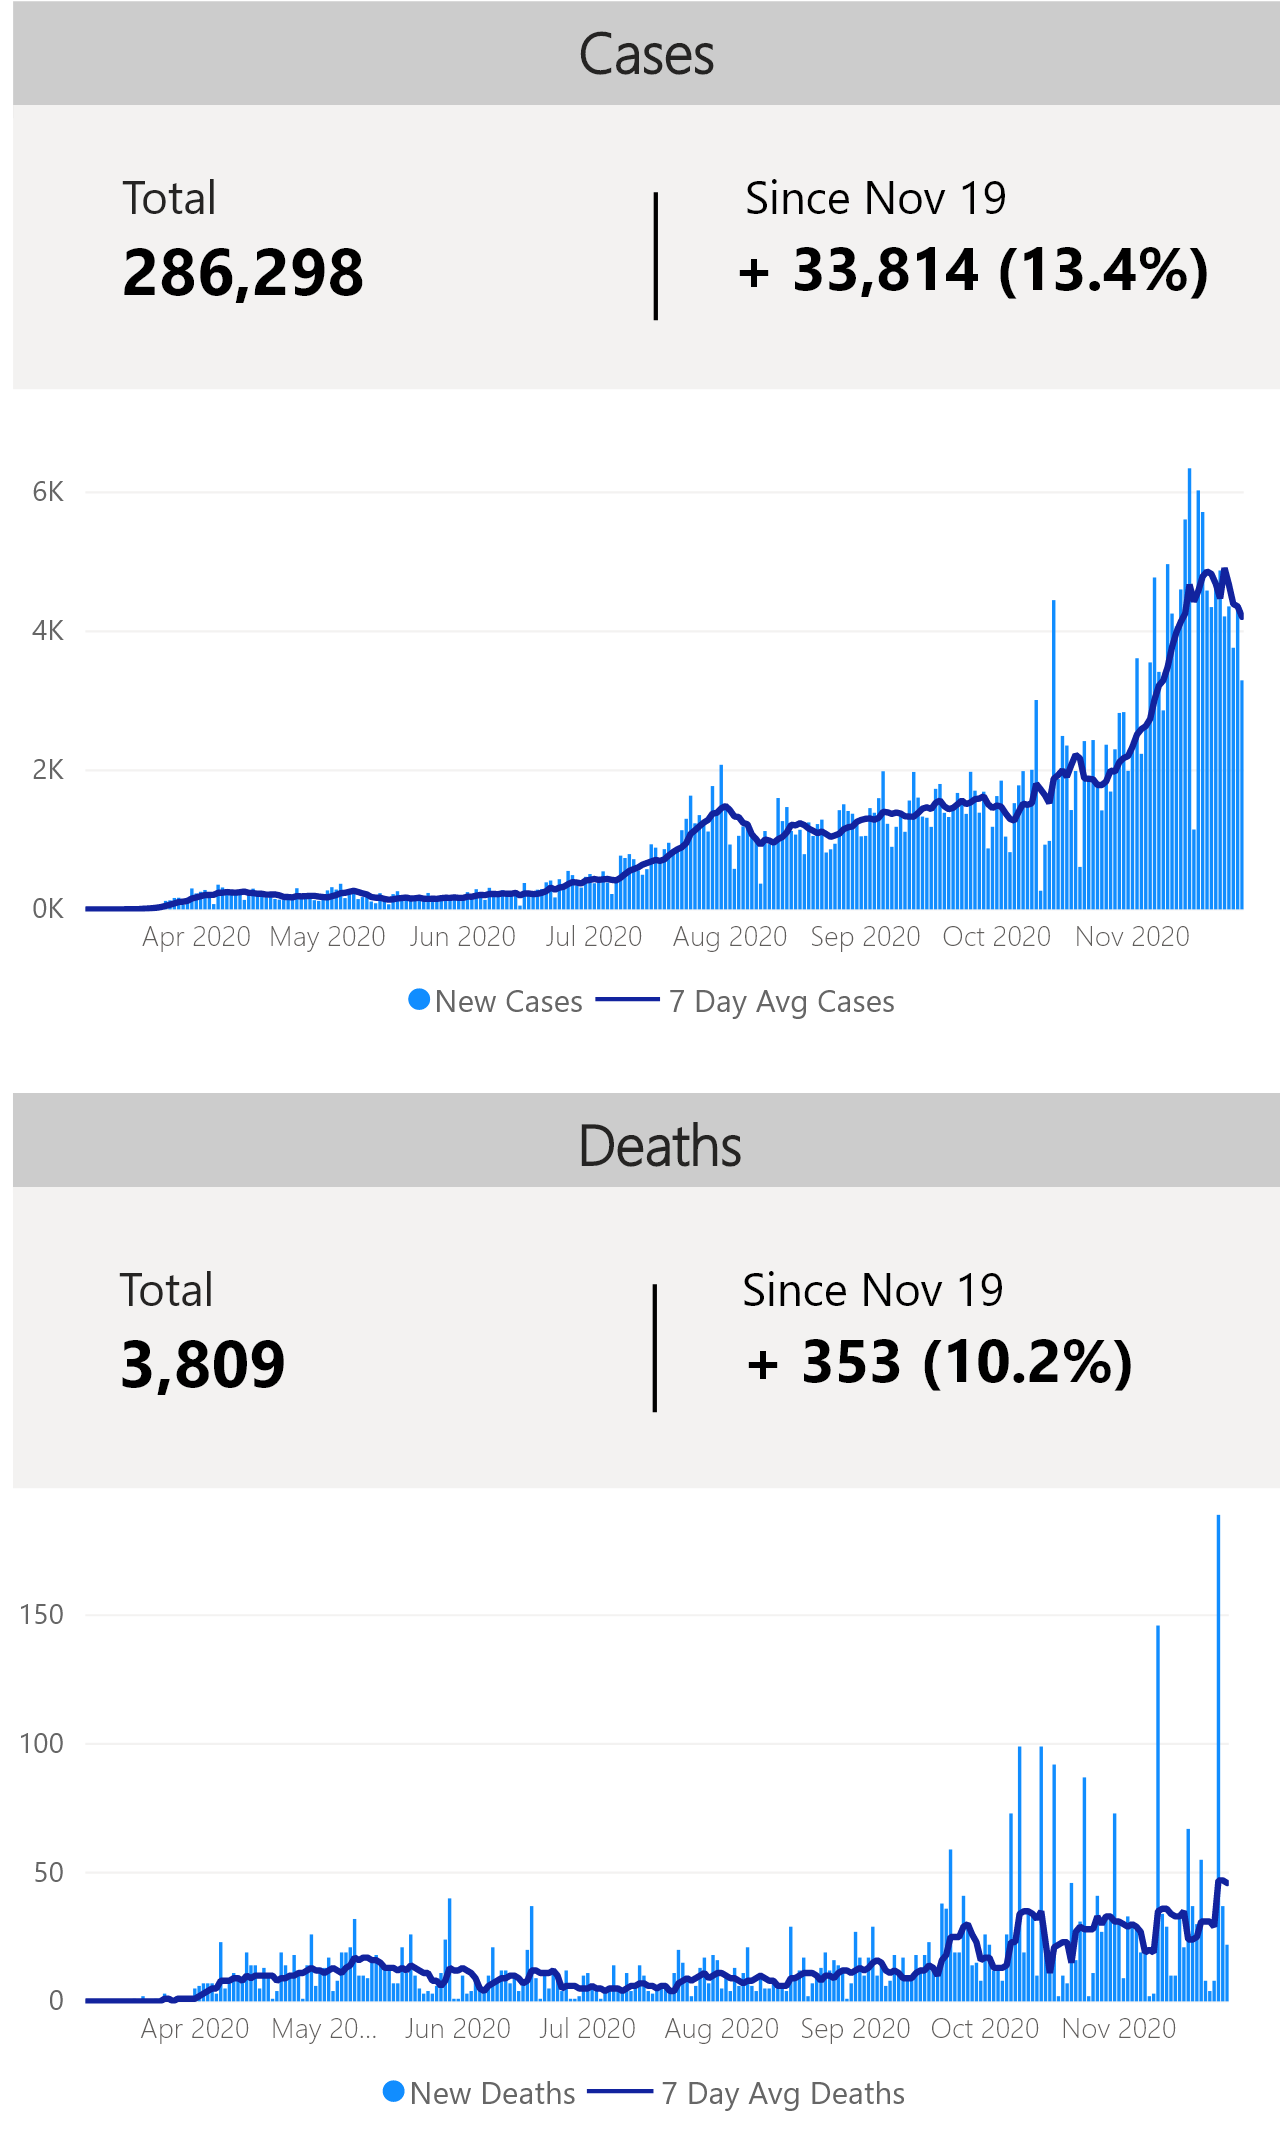 Cases
Total
Since Nov 19
286,298
+ 33,814 (13.4%)
6K
4K
2K
0K
Apr 2020 May 2020 Jun 2020 Jul 2020 Aug 2020 Sep 2020 Oct 2020 Nov 2020
New Cases 7 Day Avg Cases
Deaths
Total
Since Nov 19
3,809
+ 353 (10.2%)
150
100
50
0
Apr 2020 May 20... Jun 2020 Jul 2020 Aug 2020 Sep 2020 Oct 2020 Nov 2020
New Deaths 7 Day Avg Deaths